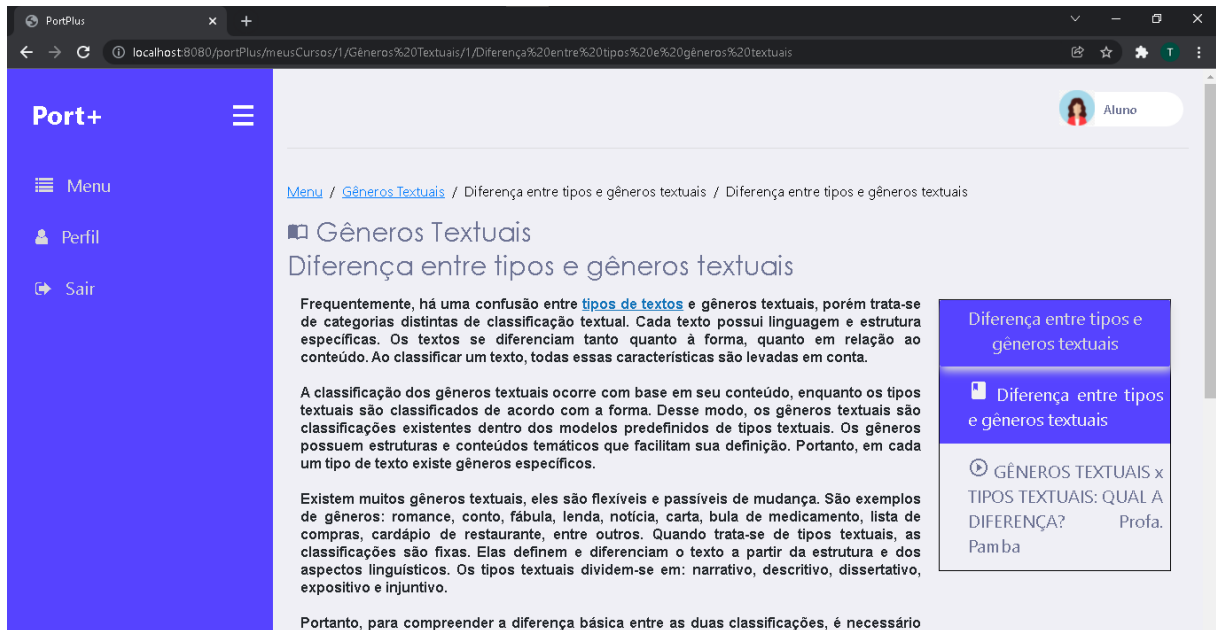 PortPlus
localhost:8080/portPlus/meusCursos/1/Gêneros%20Textuais/1/Diferença%20entre%20tipos%20e%20gêneros%20textuais
T
Port+
Aluno
Menu
Perfil
Sair
Menu / Gêneros Textuais / Diferença entre tipos e gêneros textuais / Diferença entre tipos e gêneros textuais
Gêneros Textuais
Diferença entre tipos e gêneros textuais
Frequentemente, há uma confusão entre tipos de textos e gêneros textuais, porém trata-se
de categorias distintas de classificação textual. Cada texto possui linguagem e estrutura
específicas. Os textos se diferenciam tanto quanto à forma, quanto em relação ao
conteúdo. Ao classificar um texto, todas essas características são levadas em conta.
A classificação dos gêneros textuais ocorre com base em seu conteúdo, enquanto os tipos
textuais são classificados de acordo com a forma. Desse modo, os gêneros textuais são
classificações existentes dentro dos modelos predefinidos de tipos textuais. Os gêneros
possuem estruturas e conteúdos temáticos que facilitam sua definição. Portanto, em cada
um tipo de texto existe gêneros específicos.
Existem muitos gêneros textuais, eles são flexíveis e passíveis de mudança. São exemplos
de gêneros: romance, conto, fábula, lenda, notícia, carta, bula de medicamento, lista de
compras, cardápio de restaurante, entre outros. Quando trata-se de tipos textuais, as
classificações são fixas. Elas definem e diferenciam o texto a partir da estrutura e dos
aspectos linguísticos. Os tipos textuais dividem-se em: narrativo, descritivo, dissertativo,
expositivo e injuntivo.
Portanto, para compreender a diferença básica entre as duas classificações, é necessário
Diferença entre tipos e
gêneros textuais
Diferença entre tipos
e gêneros textuais
GÊNEROS TEXTUAIS x
TIPOS TEXTUAIS: QUAL A
DIFERENÇA? Profa.
Pamba